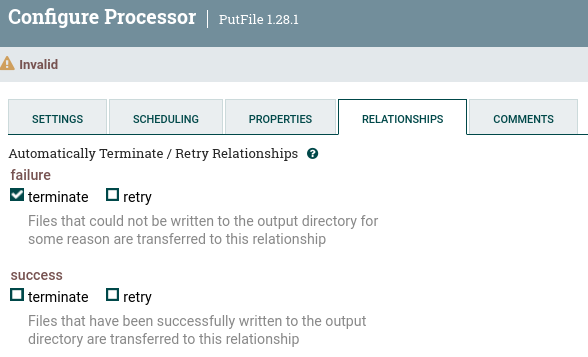 Configure Processor | PutFile 1.28.1
Invalid
SETTINGS SCHEDULING PROPERTIES RELATIONSHIPS COMMENTS
Automatically Terminate / Retry Relationships ?
failure
terminate retry
Files that could not be written to the output directory for
some reason are transferred to this relationship
success
terminate retry
Files that have been successfully written to the output
directory are transferred to this relationship